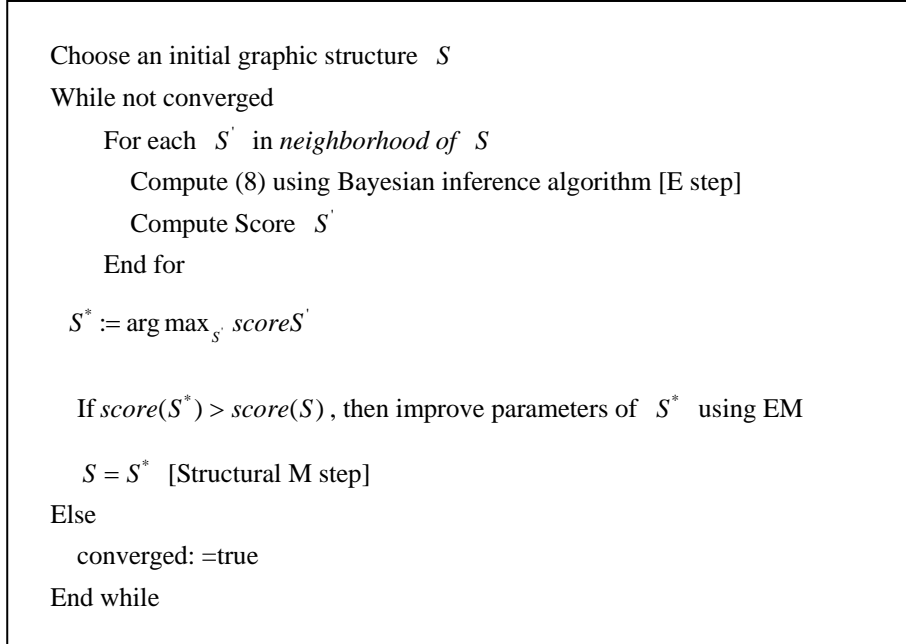 Choose an initial graphic structure S
While not converged
For each S' in neighborhood of S
Compute (8) using Bayesian inference algorithm [E step]
Compute Score S'
End for
S* := arg max_S' scoreS'
If score(S*) > score(S) , then improve parameters of S* using EM
S = S* [Structural M step]
Else
converged: =true
End while